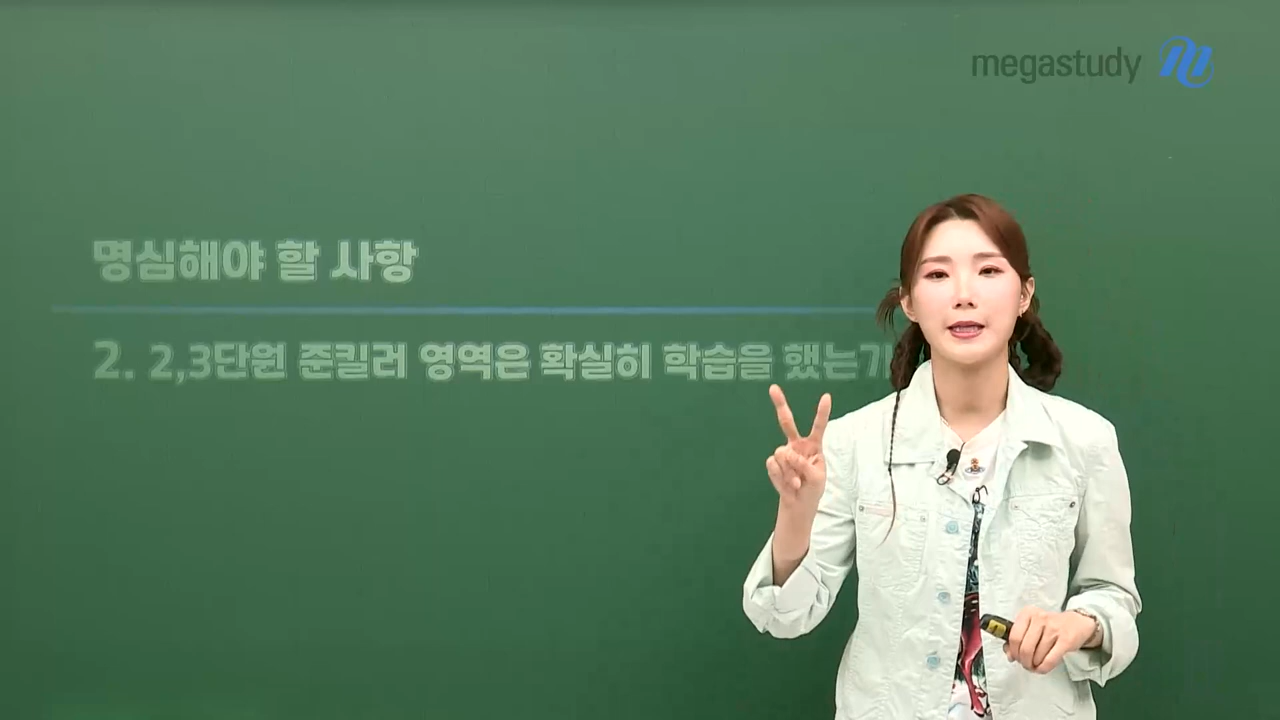 megastudy
명심해야 할 사항
2. 2,3단원 준킬러 영역은 확실히 학습을 했는가